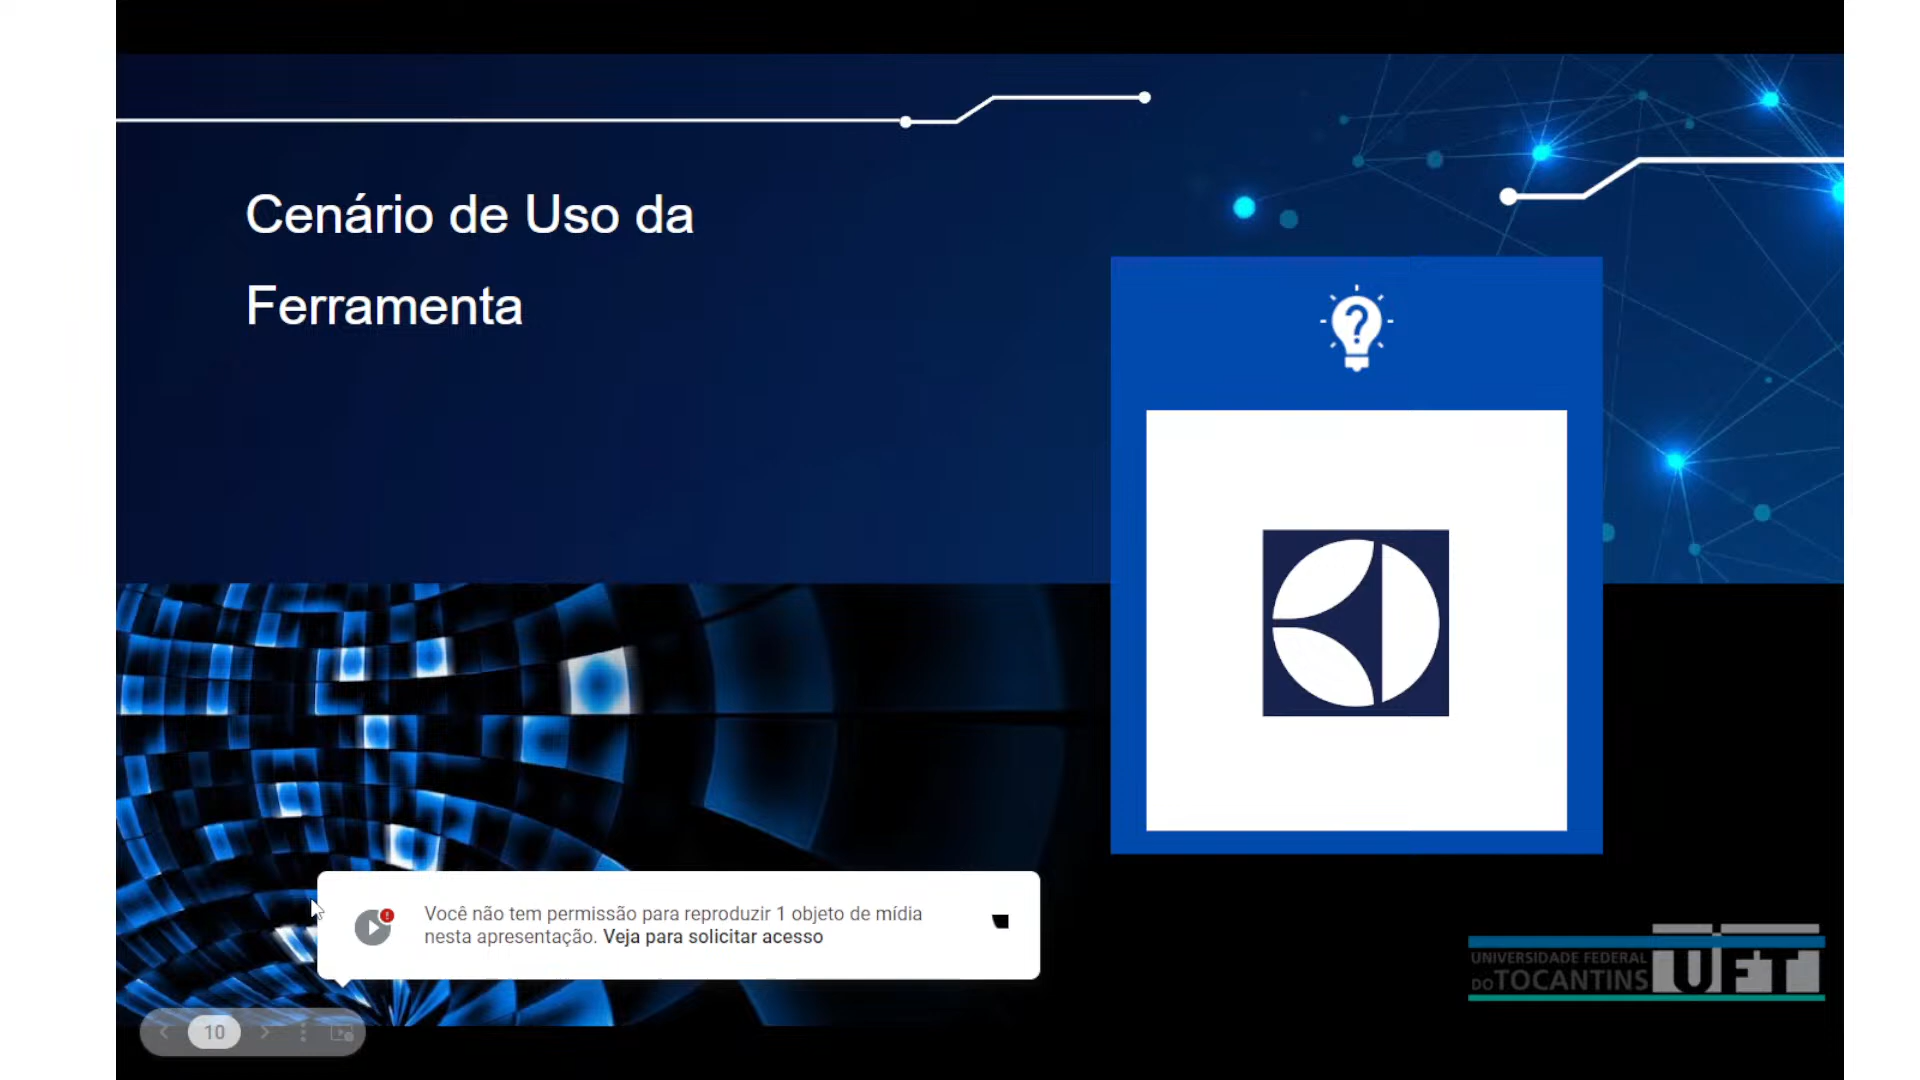 Cenário de Uso da
Ferramenta
Você não tem permissão para reproduzir 1 objeto de mídia
nesta apresentação. Veja para solicitar acesso
UNIVERSIDADE FEDERAL
DO TOCANTINS
UFT
10